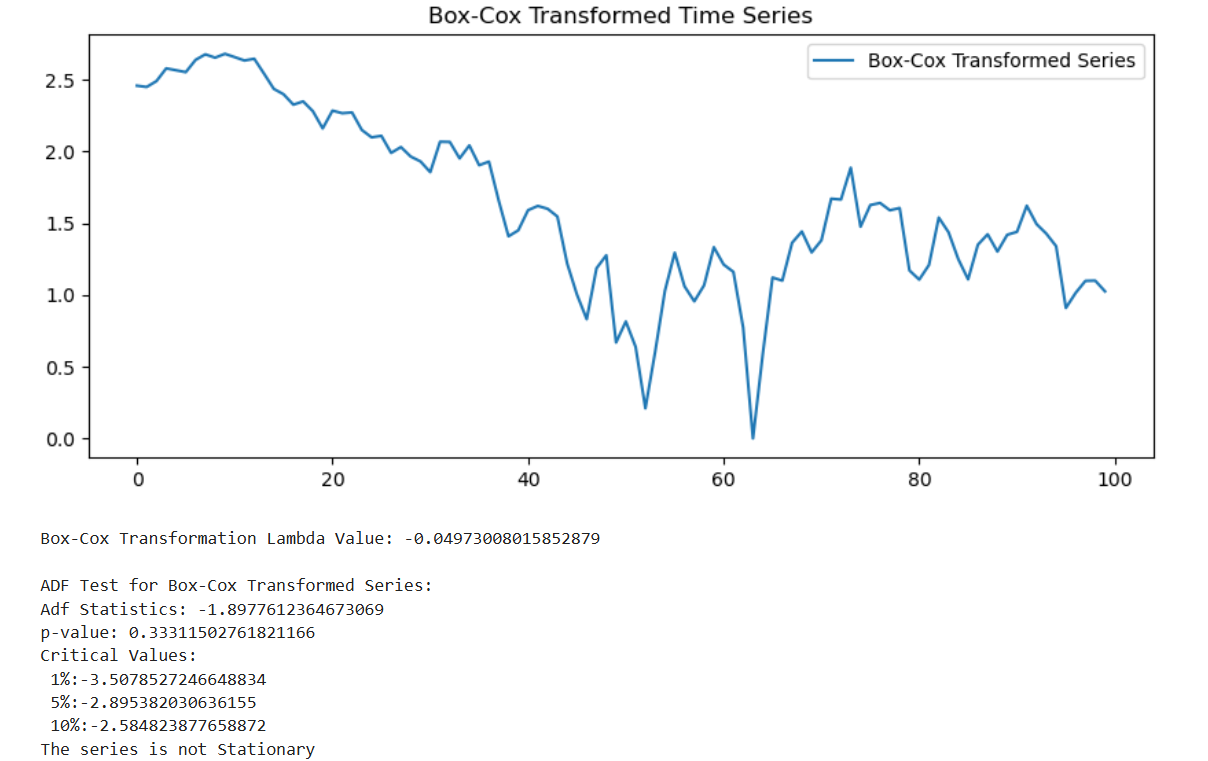 Box-Cox Transformed Time Series
Box-Cox Transformed Series
2.5
2.0
1.5
1.0
0.5
0.0
0 20 40 60 80 100
Box-Cox Transformation Lambda Value: -0.04973008015852879
ADF Test for Box-Cox Transformed Series:
Adf Statistics: -1.8977612364673069
p-value: 0.33311502761821166
Critical Values:
1%:-3.5078527246648834
5%:-2.895382030636155
10%:-2.584823877658872
The series is not Stationary